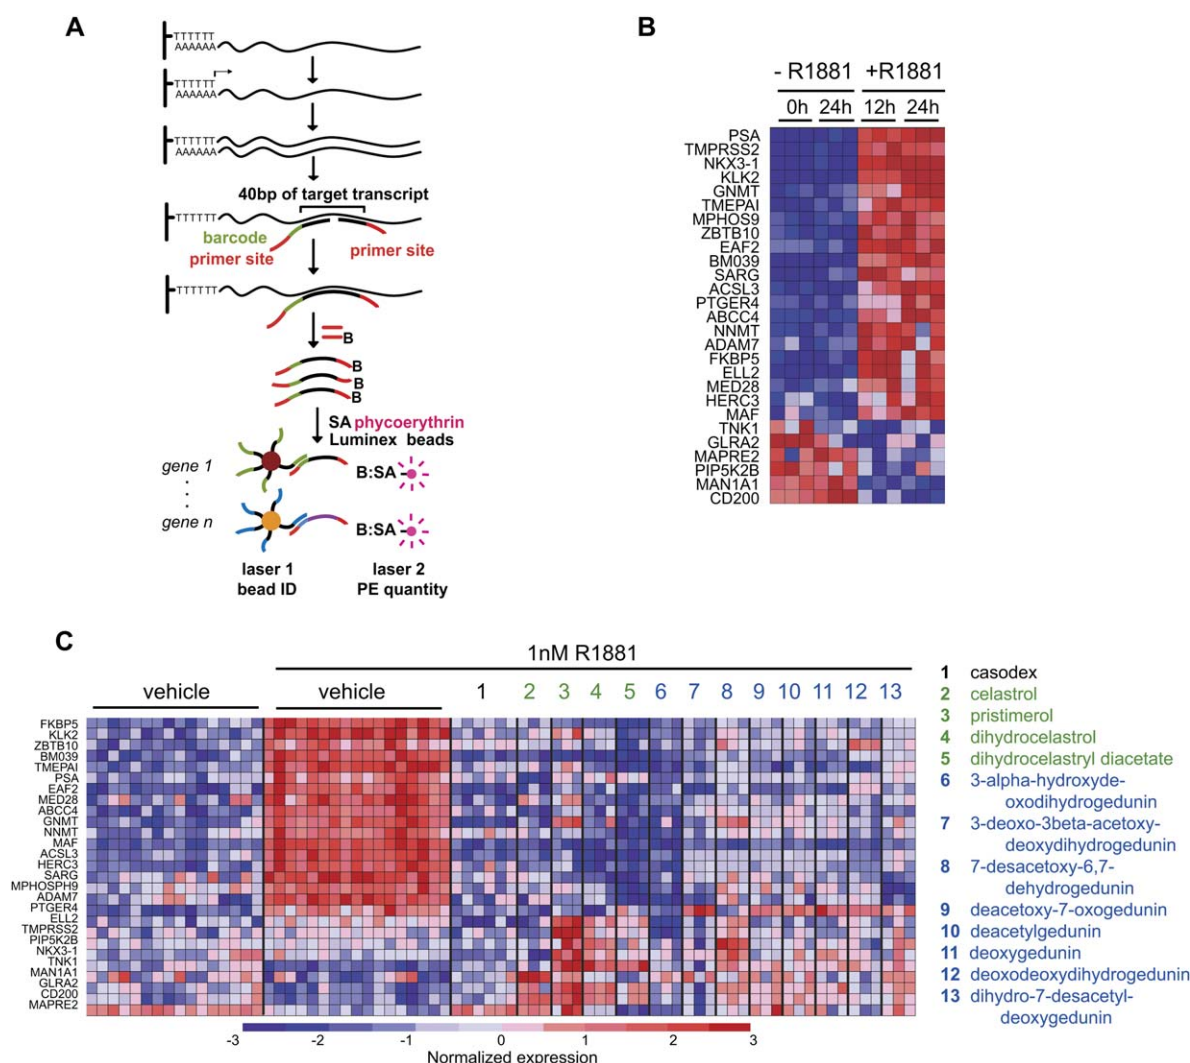 A
TTTTTT
AAAAAA
TTTTTT
AAAAAA
TTTTTT
AAAAAA
40bp of target transcript
TTTTTT
barcode
primer site
primer site
TTTTTT
B
B
B
B
SA phycoerythrin
Luminex beads
gene 1
B:SA
gene n
B:SA
laser 1
bead ID
laser 2
PE quantity
B
- R1881 +R1881
0h 24h 12h 24h
PSA
TMPRSS2
NKX3-1
KLK2
GNMT
TMEPAI
MPHOS9
ZBTB10
EAF2
BM039
SARG
ACSL3
PTGER4
ABCC4
NNMT
ADAM7
FKBP5
ELL2
MED28
HERC3
MAF
TNK1
GLRA2
MAPRE2
PIP5K2B
MAN1A1
CD200
C
1nM R1881
vehicle vehicle 1 2 3 4 5 6 7 8 9 10 11 12 13
FKBP5
KLK2
ZBTB10
BM039
TMEPAI
PSA
EAF2
MED28
ABCC4
GNMT
NNMT
MAF
ACSL3
HERC3
SARG
MPHOSPH9
ADAM7
PTGER4
ELL2
TMPRSS2
PIP5K2B
NKX3-1
TNK1
MAN1A1
GLRA2
CD200
MAPRE2
-3 -2 -1 0 1 2 3
Normalized expression
1 casodex
2 celastrol
3 pristimerol
4 dihydrocelastrol
5 dihydrocelastryl diacetate
6 3-alpha-hydroxyde-
oxodihydrogedunin
7 3-deoxo-3beta-acetoxy-
deoxydihydrogedunin
8 7-desacetoxy-6,7-
dehydrogedunin
9 deacetoxy-7-oxogedunin
10 deacetylgedunin
11 deoxygedunin
12 deoxodeoxydihydrogedunin
13 dihydro-7-desacetyl-
deoxygedunin